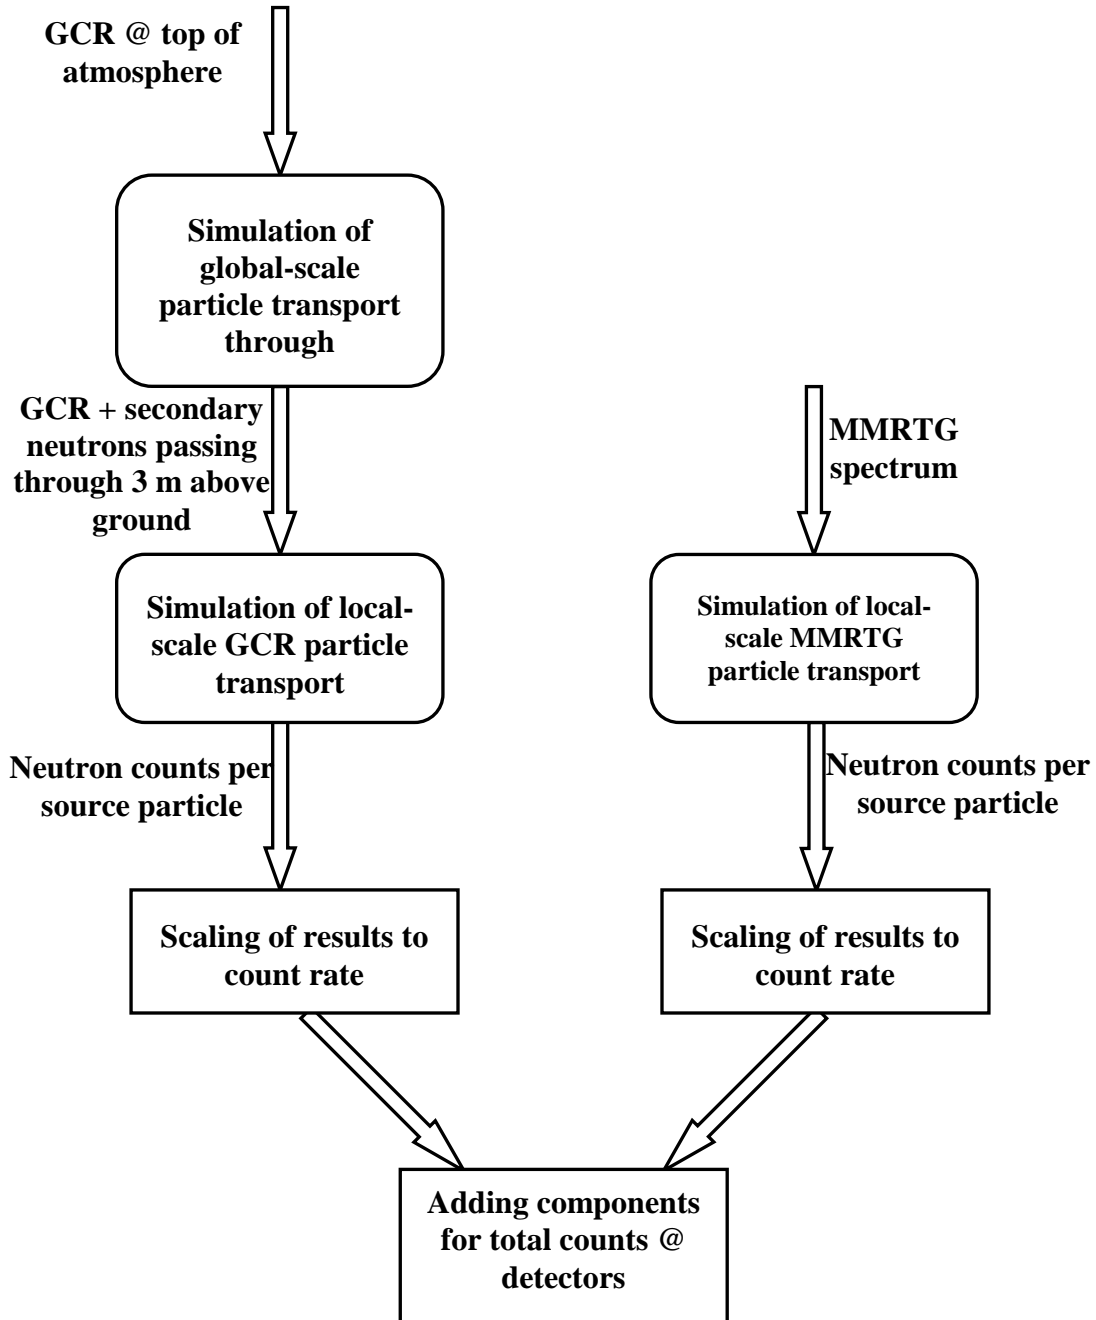 GCR @ top of
atmosphere
Simulation of
global-scale
particle transport
through
GCR + secondary
neutrons passing
through 3 m above
ground
MMRTG
spectrum
Simulation of local-
scale GCR particle
transport
Simulation of local-
scale MMRTG
particle transport
Neutron counts per
source particle
Neutron counts per
source particle
Scaling of results to
count rate
Scaling of results to
count rate
Adding components
for total counts @
detectors